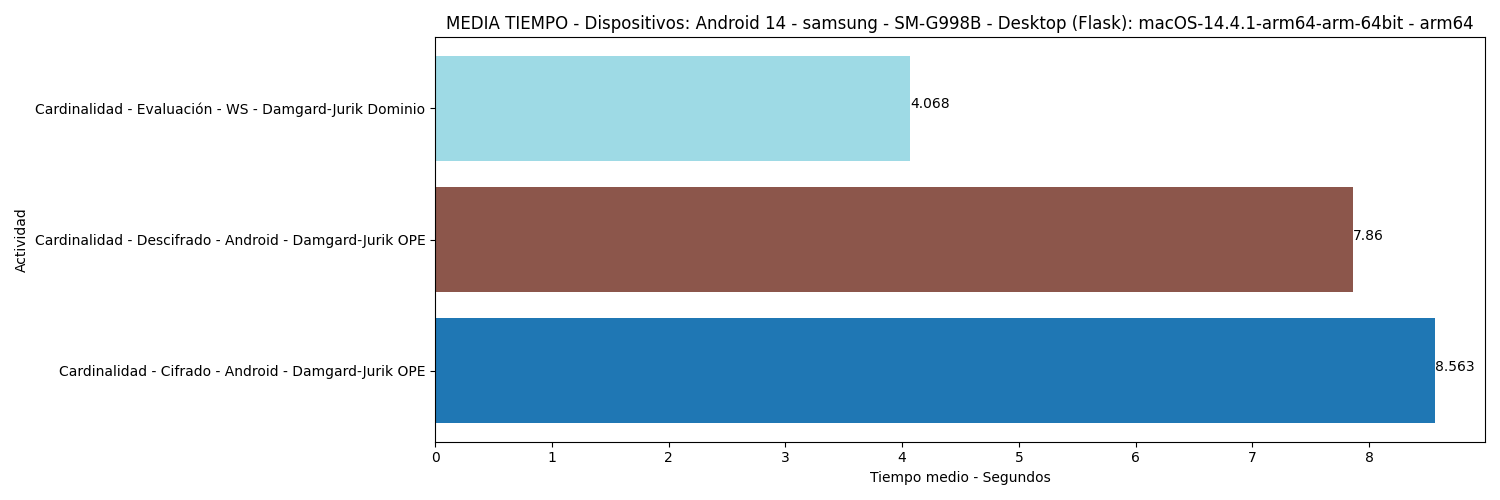 MEDIA TIEMPO - Dispositivos: Android 14 - samsung - SM-G998B - Desktop (Flask): macOS-14.4.1-arm64-arm-64bit - arm64
Actividad
Cardinalidad - Evaluación - WS - Damgard-Jurik Dominio
4.068
Cardinalidad - Descifrado - Android - Damgard-Jurik OPE
7.86
Cardinalidad - Cifrado - Android - Damgard-Jurik OPE
8.563
0 1 2 3 4 5 6 7 8
Tiempo medio - Segundos